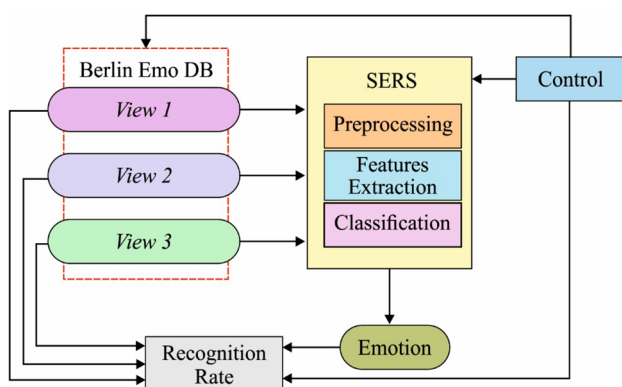 Berlin Emo DB
View 1
View 2
View 3
SERS
Preprocessing
Features
Extraction
Classification
Control
Emotion
Recognition
Rate